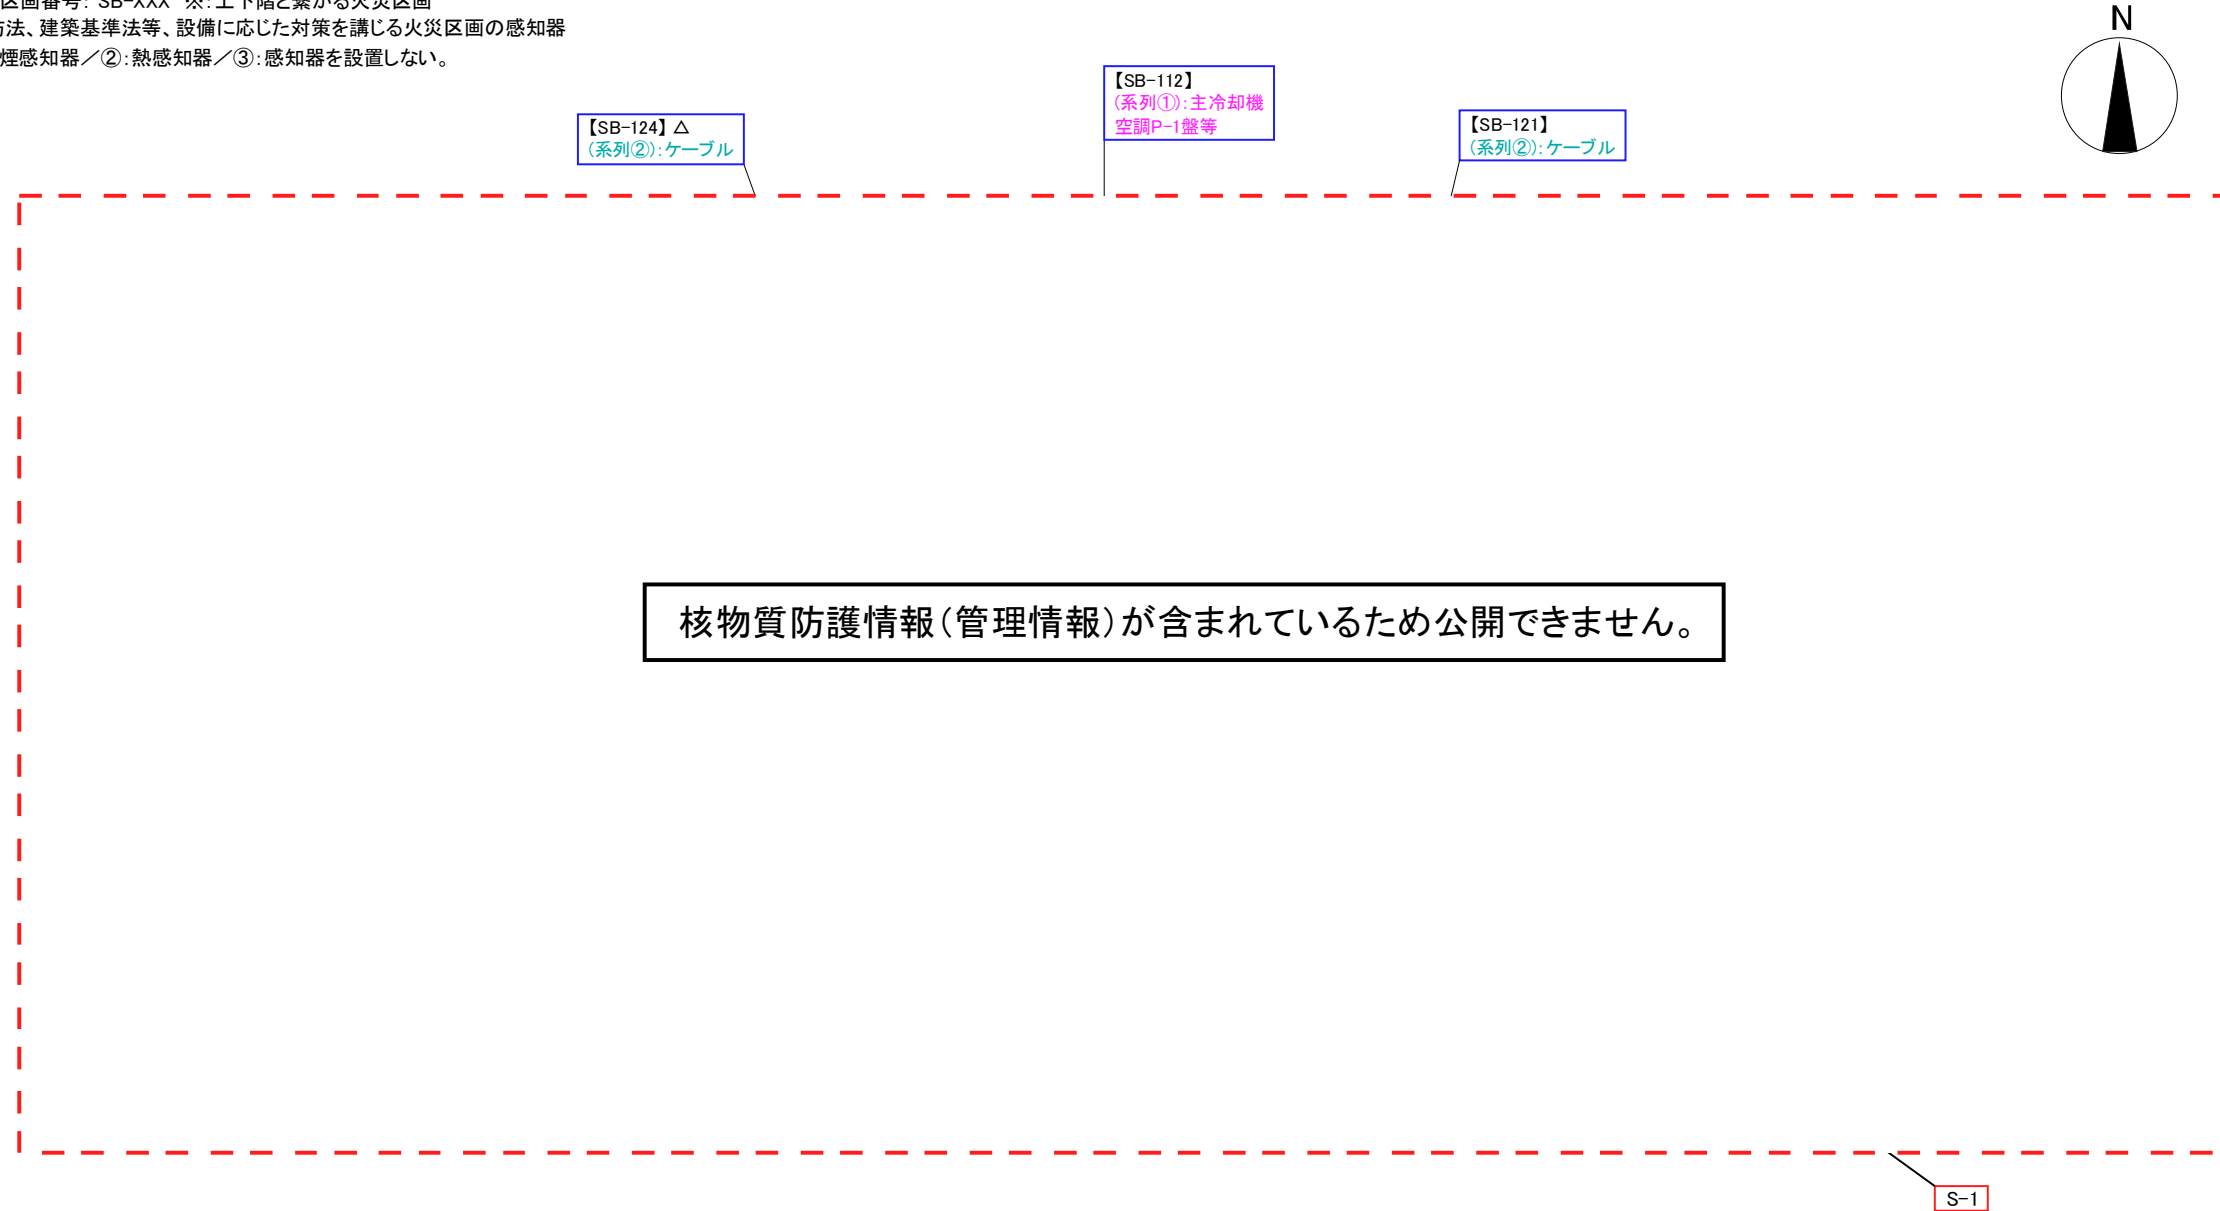 区画番号： SB-XXX ※：上下階と繋がる火災区画
方法、建築基準法等、設備に応じた対策を講じる火災区画の感知器
煙感知器／②：熱感知器／③：感知器を設置しない。
N
【SB-112】
(系列①)：主冷却機
空調P-1盤等
【SB-124】 △
(系列②)：ケーブル
【SB-121】
(系列②)：ケーブル
核物質防護情報（管理情報）が含まれているため公開できません。
S-1